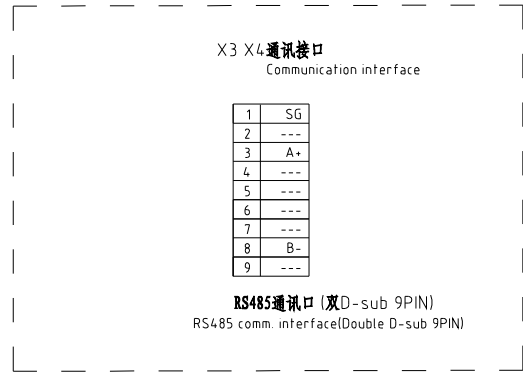 X3 X4通讯接口
Communication interface
1 SG
2 ---
3 A+
4 ---
5 ---
6 ---
7 ---
8 B-
9 ---
RS485通讯口(双D-sub 9PIN)
RS485 comm. interface(Double D-sub 9PIN)